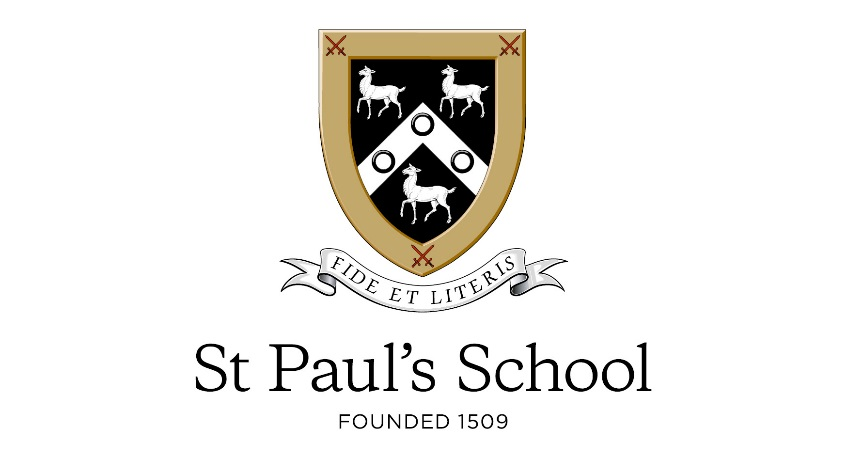 FIDE ET LITERIS
St Paul’s School
FOUNDED 1509